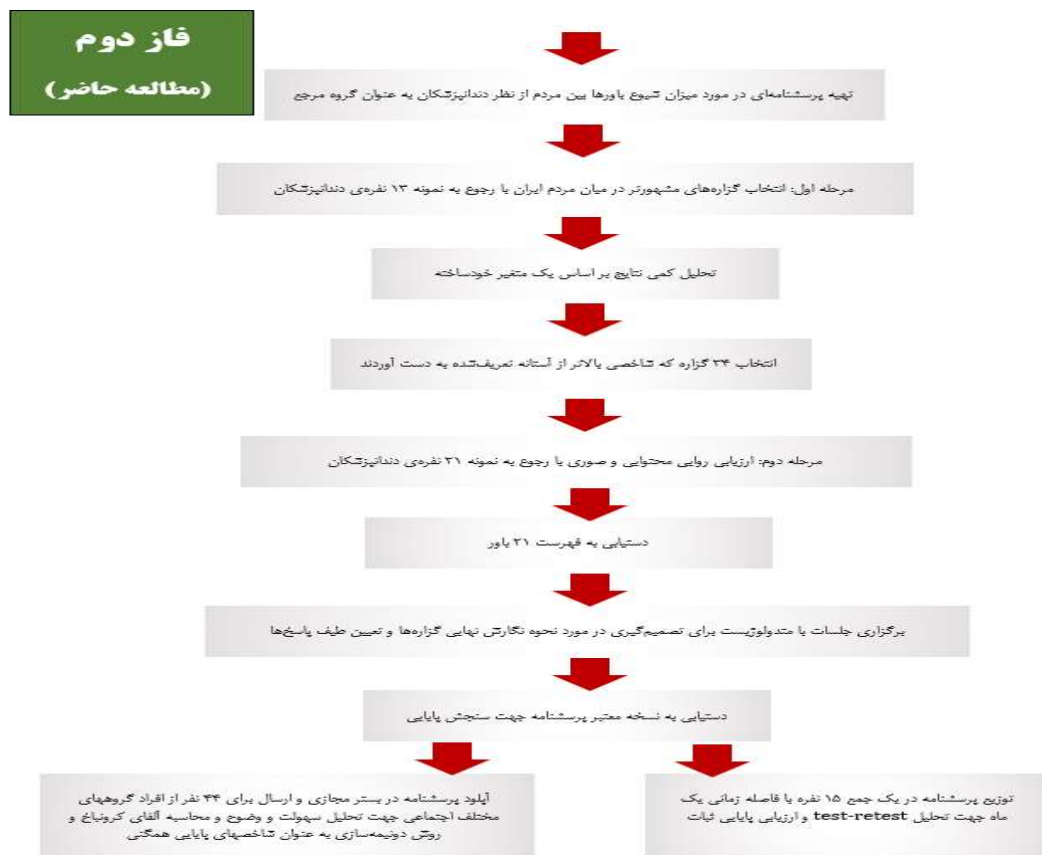 فاز دوم
(مطالعه حاضر)
تهیه پرسشنامه‌ای در مورد میزان شیوع باورها بین مردم از نظر دندانپزشکان به عنوان گروه مرجع
مرحله اول: انتخاب گزاره‌های مشهورتر در میان مردم ایران با رجوع به نمونه ۱۳ نفره‌ی دندانپزشکان
تحلیل کمی نتایج بر اساس یک متغیر خودساخته
انتخاب ۳۴ گزاره که شاخصی بالاتر از آستانه تعریف‌شده به دست آوردند
مرحله دوم: ارزیابی روایی محتوایی و صوری با رجوع به نمونه ۲۱ نفره‌ی دندانپزشکان
دستیابی به فهرست ۲۱ باور
برگزاری جلسات با متدولوژیست برای تصمیم‌گیری در مورد نحوه نگارش نهایی گزاره‌ها و تعیین طیف پاسخ‌ها
دستیابی به نسخه معتبر پرسشنامه جهت سنجش پایایی
توزیع پرسشنامه در یک جمع ۱۵ نفره با فاصله زمانی یک
ماه جهت تحلیل test-retest و ارزیابی پایایی ثبات
آپلود پرسشنامه در بستر مجازی و ارسال برای ۴۴ نفر از افراد گروههای
مختلف اجتماعی جهت تحلیل سهولت و وضوح و محاسبه آلفای کرونباخ و
روش دونیمه‌سازی به عنوان شاخصهای پایایی همگنی